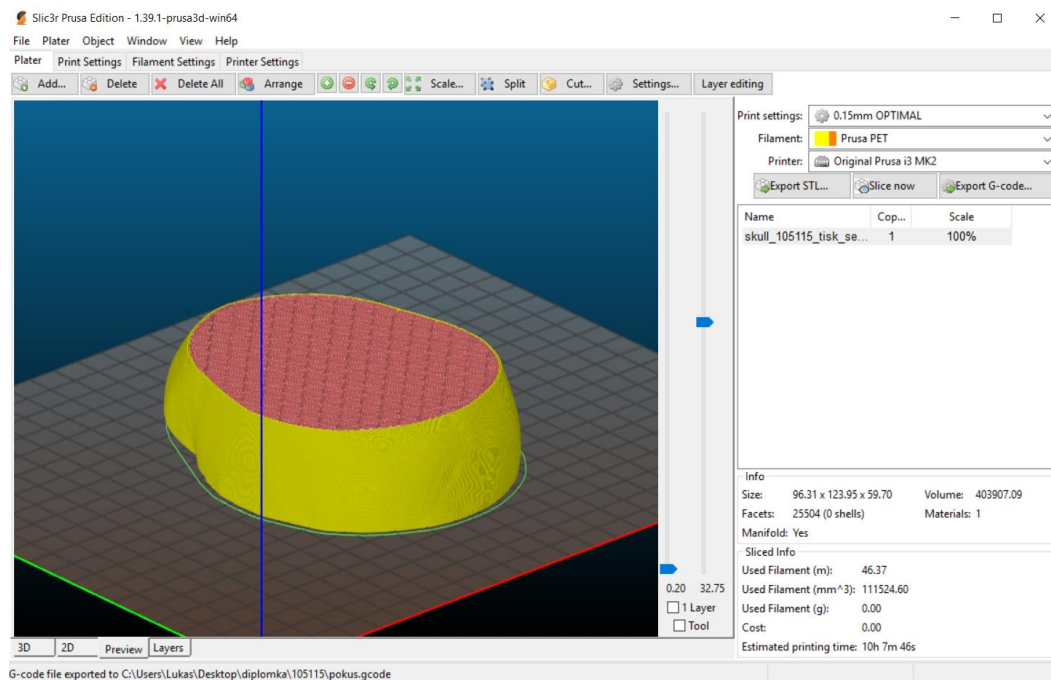 Slic3r Prusa Edition - 1.39.1-prusa3d-win64
File Plater Object Window View Help
Plater Print Settings Filament Settings Printer Settings
Add... Delete Delete All Arrange Scale... Split Cut... Settings... Layer editing
Print settings: 0.15mm OPTIMAL
Filament: Prusa PET
Printer: Original Prusa i3 MK2
Export STL... Slice now Export G-code...
Name Cop... Scale
skull_105115_tisk_se... 1 100%
Info
Size: 96.31 x 123.95 x 59.70 Volume: 403907.09
Facets: 25504 (0 shells) Materials: 1
Manifold: Yes
Sliced Info
Used Filament (m): 46.37
Used Filament (mm^3): 111524.60
Used Filament (g): 0.00
Cost: 0.00
Estimated printing time: 10h 7m 46s
0.20 32.75
1 Layer
Tool
3D 2D Preview Layers
G-code file exported to C:\Users\Lukas\Desktop\diplomka\105115\pokus.gcode